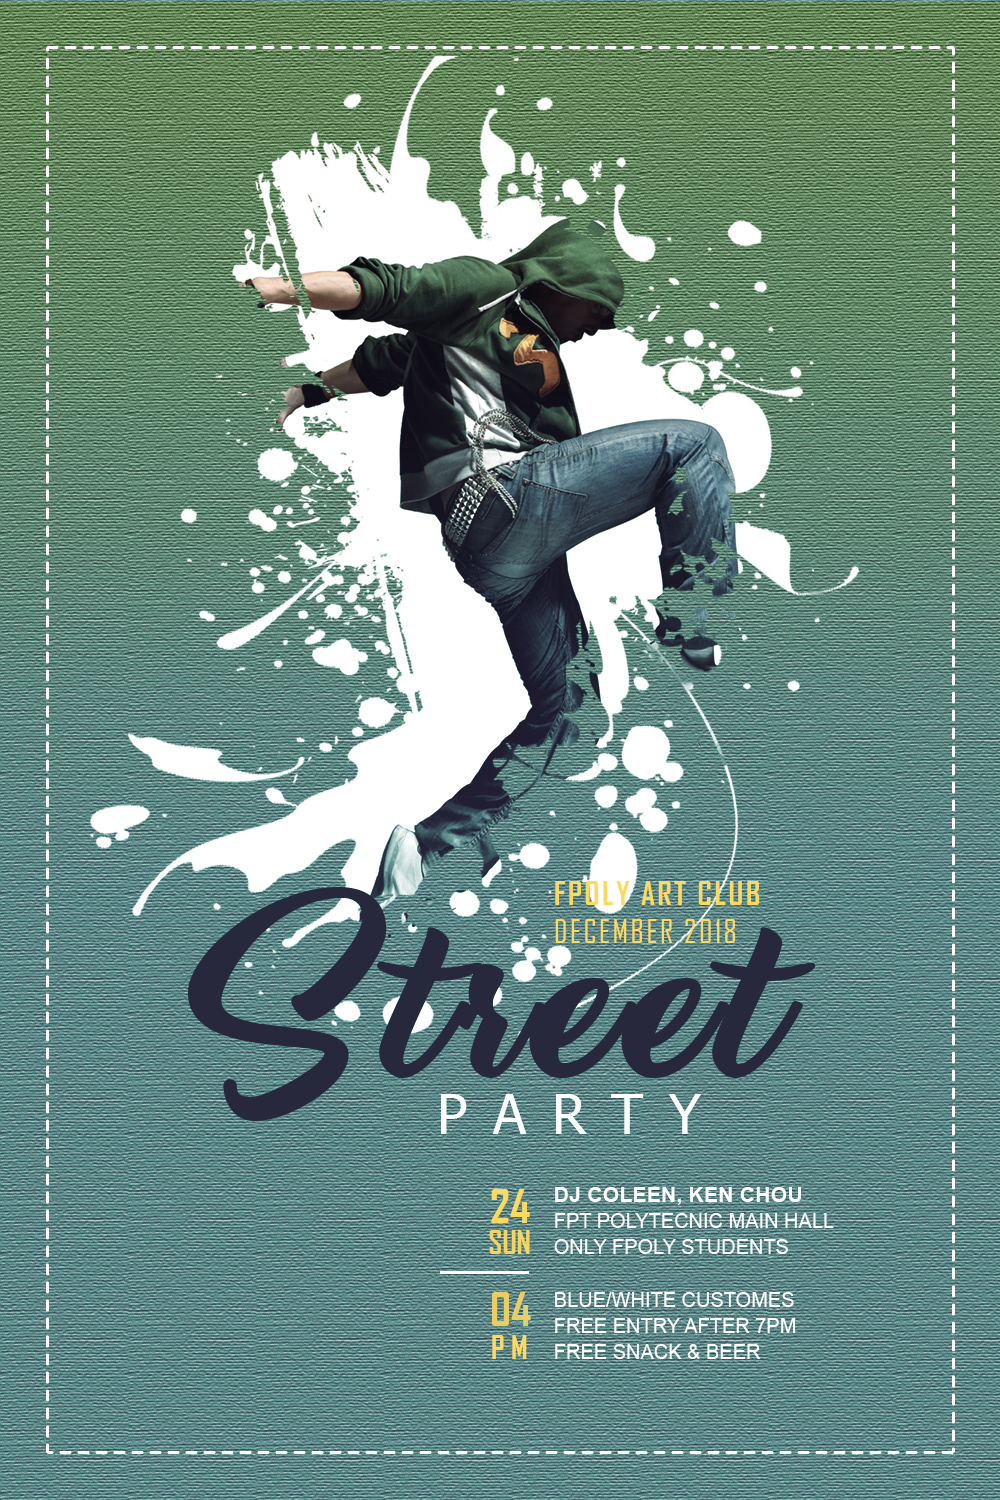 FPOLY ART CLUB
DECEMBER 2018
Street
PARTY
24
SUN
DJ COLEEN, KEN CHOU
FPT POLYTECNIC MAIN HALL
ONLY FPOLY STUDENTS
04
PM
BLUE/WHITE CUSTOMES
FREE ENTRY AFTER 7PM
FREE SNACK & BEER